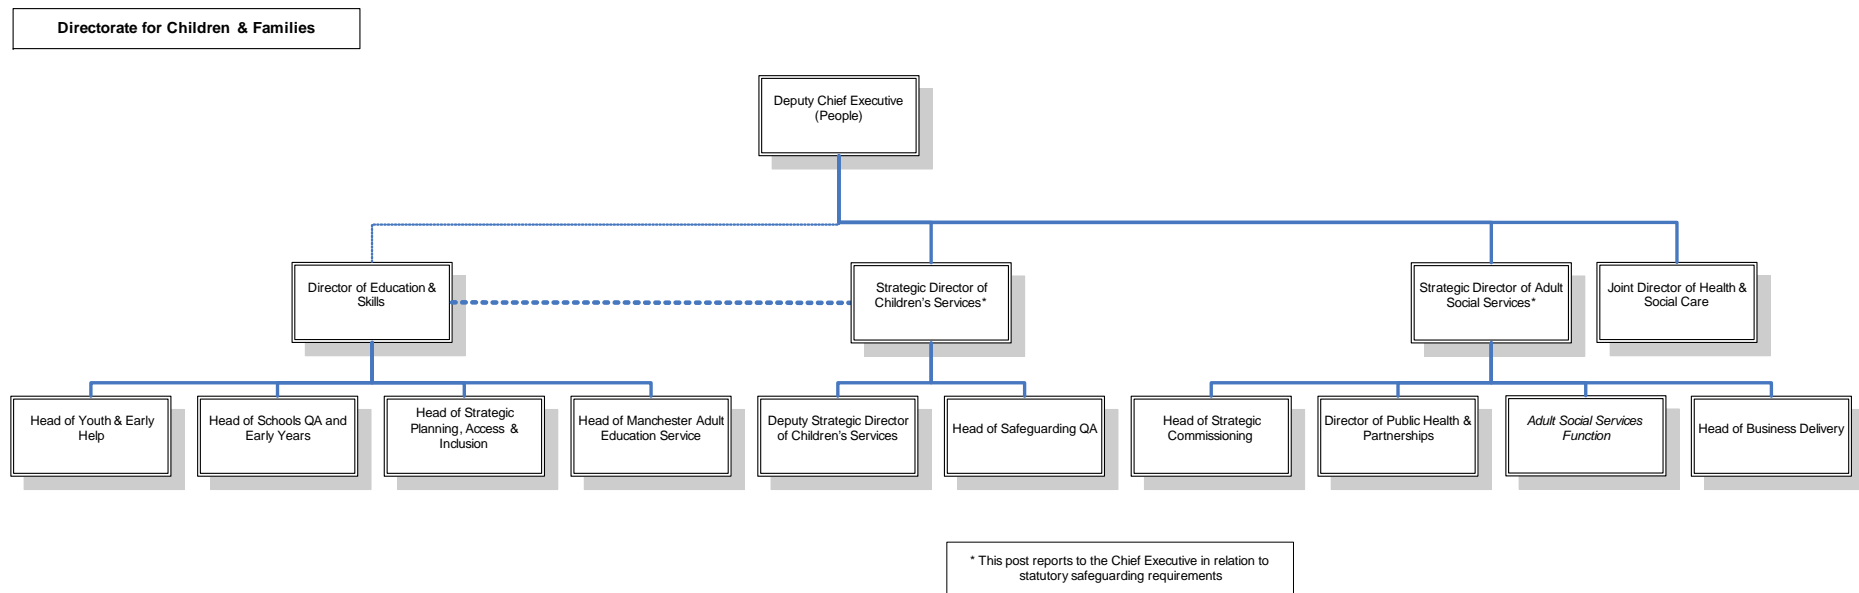 Directorate for Children & Families
Deputy Chief Executive
(People)
Director of Education &
Skills
Strategic Director of
Children’s Services*
Strategic Director of Adult
Social Services*
Joint Director of Health &
Social Care
Head of Youth & Early
Help
Head of Schools QA and
Early Years
Head of Strategic
Planning, Access &
Inclusion
Head of Manchester Adult
Education Service
Deputy Strategic Director
of Children’s Services
Head of Safeguarding QA
Head of Strategic
Commissioning
Director of Public Health &
Partnerships
Adult Social Services
Function
Head of Business Delivery
* This post reports to the Chief Executive in relation to
statutory safeguarding requirements